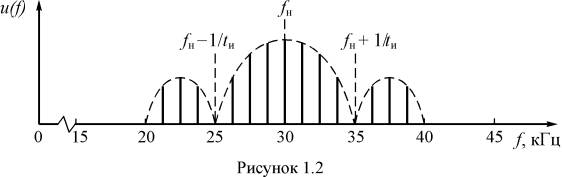 u(f)
fн
fн−1/tи
fн+ 1/tи
0 15 20 25 30 35 40 45 f, кГц
Рисунок 1.2